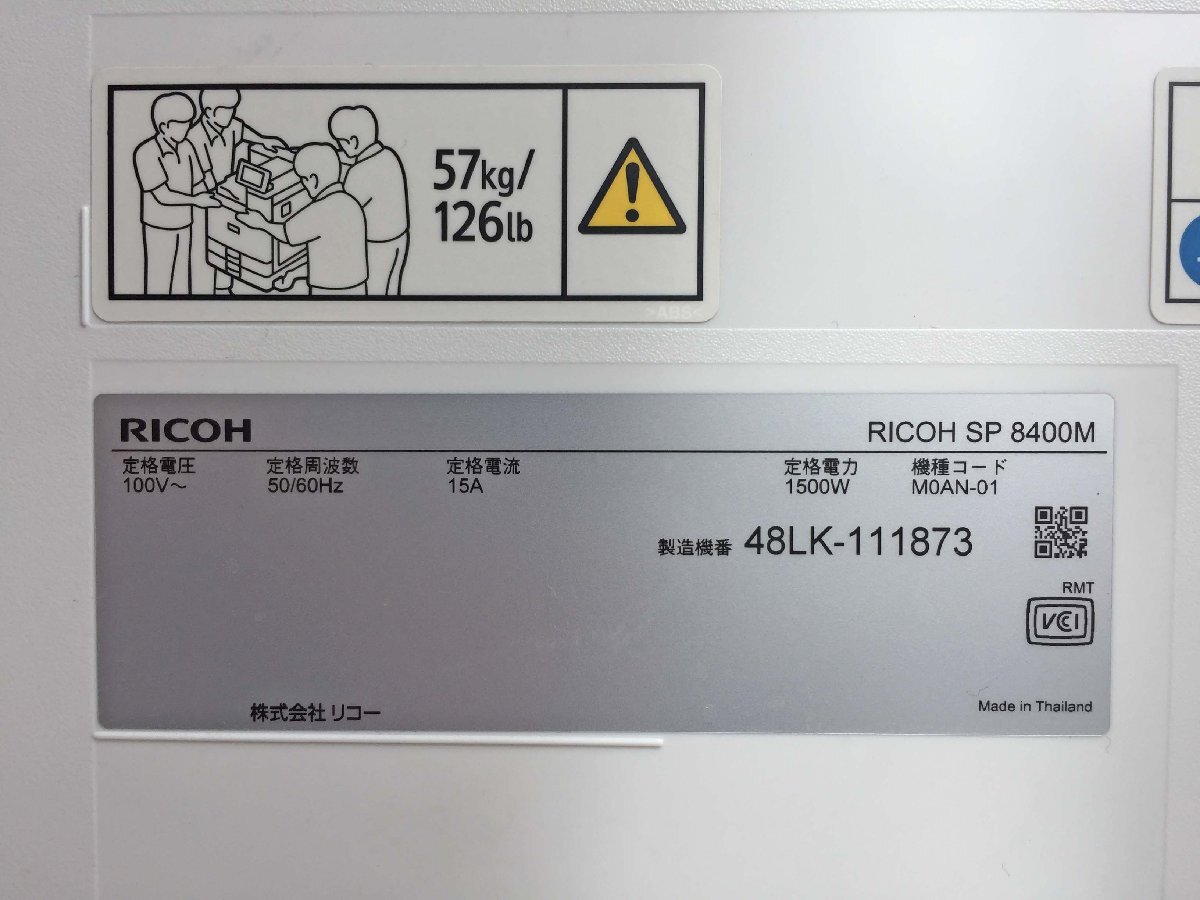 57kg/
126lb
>ABS<
RICOH
RICOH SP 8400M
定格電圧 定格周波数 定格電流 定格電力 機種コード
100V～ 50/60Hz 15A 1500W M0AN-01
製造機番 48LK-111873
RMT
VCCI
株式会社 リコー
Made in Thailand